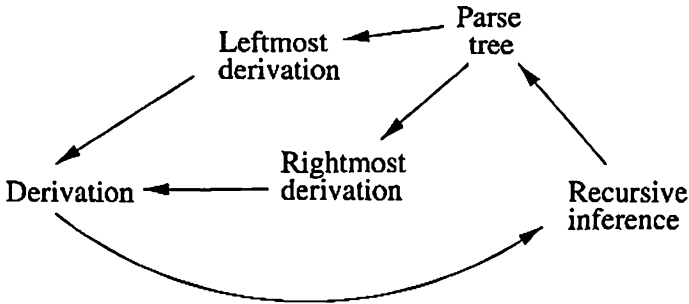 Parse
tree
Leftmost
derivation
Rightmost
derivation
Derivation
Recursive
inference